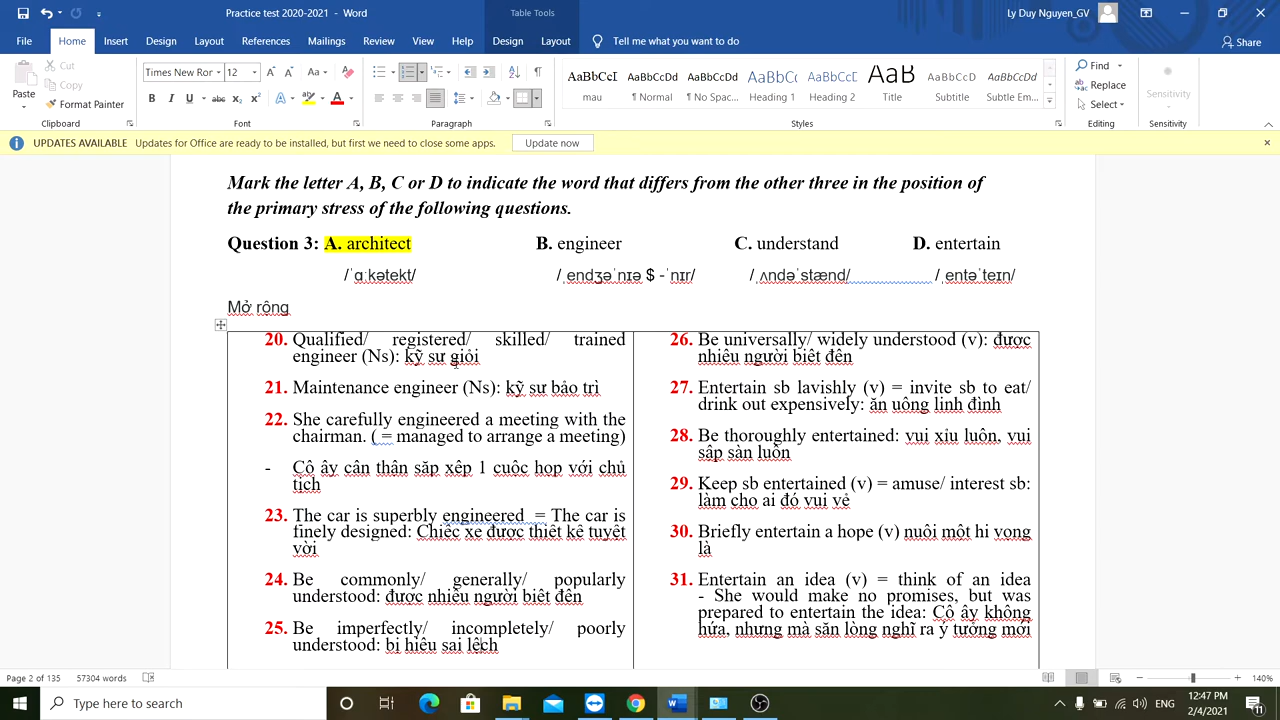 Practice test 2020-2021 - Word
Table Tools
Ly Duy Nguyen_GV
File Home Insert Design Layout References Mailings Review View Help Design Layout Tell me what you want to do Share
Paste
Cut
Copy
Format Painter
Clipboard
Times New Ror 12
Font
Paragraph
AaBbCcI AaBbCcDd AaBbCcDd AaBbCc AaBbCcI AaB AaBbCcDd AaBbCcDd
mau ¶ Normal ¶ No Spac... Heading 1 Heading 2 Title Subtitle Subtle Em...
Styles
Find
Replace
Select
Editing
Sensitivity
Sensitivity
UPDATES AVAILABLE Updates for Office are ready to be installed, but first we need to close some apps. Update now
Mark the letter A, B, C or D to indicate the word that differs from the other three in the position of
the primary stress of the following questions.
Question 3: A. architect B. engineer C. understand D. entertain
/ˈɑːkətekt/ / endʒəˈnɪə $ -ˈnɪr/ / ʌndəˈstænd/ / entəˈteɪn/
Mở rộng
20. Qualified/ registered/ skilled/ trained
engineer (Ns): kỹ sư giỏi
21. Maintenance engineer (Ns): kỹ sư bảo trì
22. She carefully engineered a meeting with the
chairman. ( = managed to arrange a meeting)
- Cô ấy cẩn thận sắp xếp 1 cuộc họp với chủ
tịch
23. The car is superbly engineered = The car is
finely designed: Chiếc xe được thiết kế tuyệt
vời
24. Be commonly/ generally/ popularly
understood: được nhiều người biết đến
25. Be imperfectly/ incompletely/ poorly
understood: bị hiểu sai lệch
26. Be universally/ widely understood (v): được
nhiều người biết đến
27. Entertain sb lavishly (v) = invite sb to eat/
drink out expensively: ăn uống linh đình
28. Be thoroughly entertained: vui xỉu luôn, vui
sập sàn luôn
29. Keep sb entertained (v) = amuse/ interest sb:
làm cho ai đó vui vẻ
30. Briefly entertain a hope (v) nuôi một hi vọng
là
31. Entertain an idea (v) = think of an idea
- She would make no promises, but was
prepared to entertain the idea: Cô ấy không
hứa, nhưng mà sẵn lòng nghĩ ra ý tưởng mới
Page 2 of 135 57304 words 140%
Type here to search
12:47 PM
2/4/2021
11